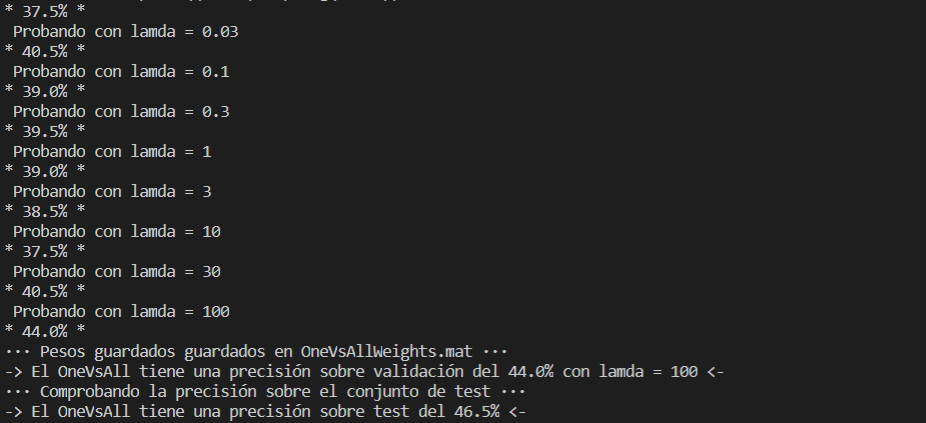 * 37.5% *
 Probando con lamda = 0.03
* 40.5% *
 Probando con lamda = 0.1
* 39.0% *
 Probando con lamda = 0.3
* 39.5% *
 Probando con lamda = 1
* 39.0% *
 Probando con lamda = 3
* 38.5% *
 Probando con lamda = 10
* 37.5% *
 Probando con lamda = 30
* 40.5% *
 Probando con lamda = 100
* 44.0% *
··· Pesos guardados guardados en OneVsAllWeights.mat ···
-> El OneVsAll tiene una precisión sobre validación del 44.0% con lamda = 100 <-
··· Comprobando la precisión sobre el conjunto de test ···
-> El OneVsAll tiene una precisión sobre test del 46.5% <-